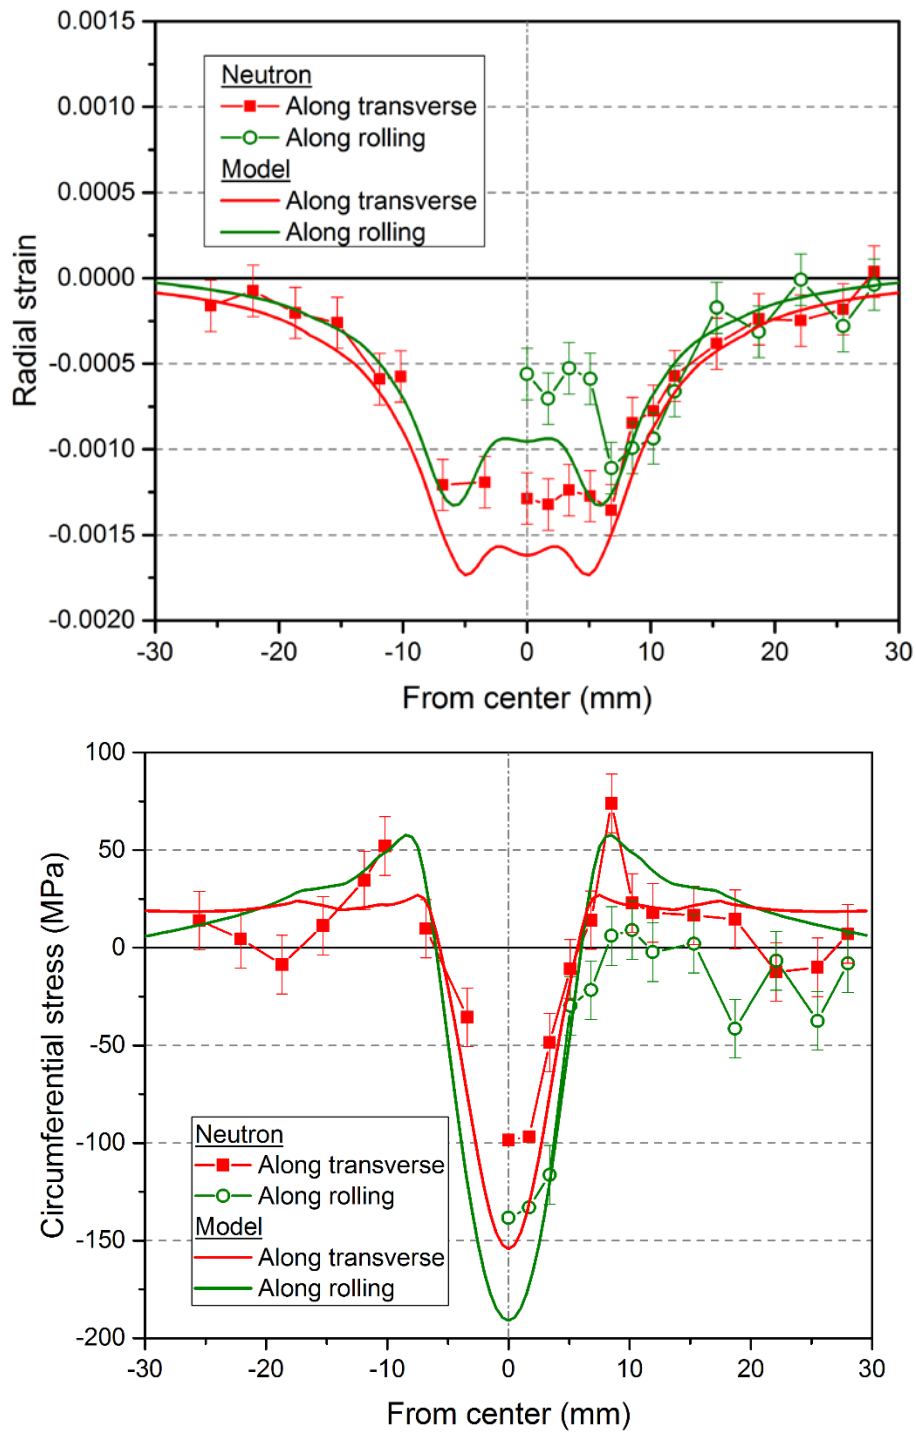 0.0015
0.0010
0.0005
0.0000
-0.0005
-0.0010
-0.0015
-0.0020
Radial strain
Neutron
Along transverse
Along rolling
Model
Along transverse
Along rolling
-30 -20 -10 0 10 20 30
From center (mm)
100
50
0
-50
-100
-150
-200
Circumferential stress (MPa)
Neutron
Along transverse
Along rolling
Model
Along transverse
Along rolling
-30 -20 -10 0 10 20 30
From center (mm)